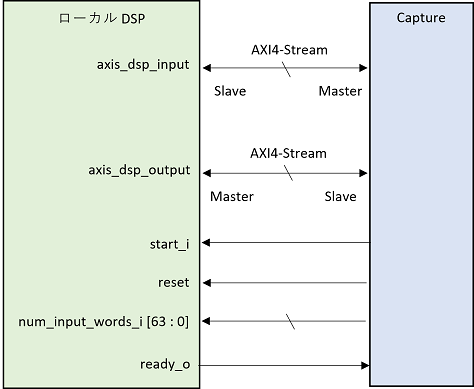 ローカル DSP
Capture
axis_dsp_input
AXI4-Stream
Slave
Master
axis_dsp_output
AXI4-Stream
Master
Slave
start_i
reset
num_input_words_i [63 : 0]
ready_o